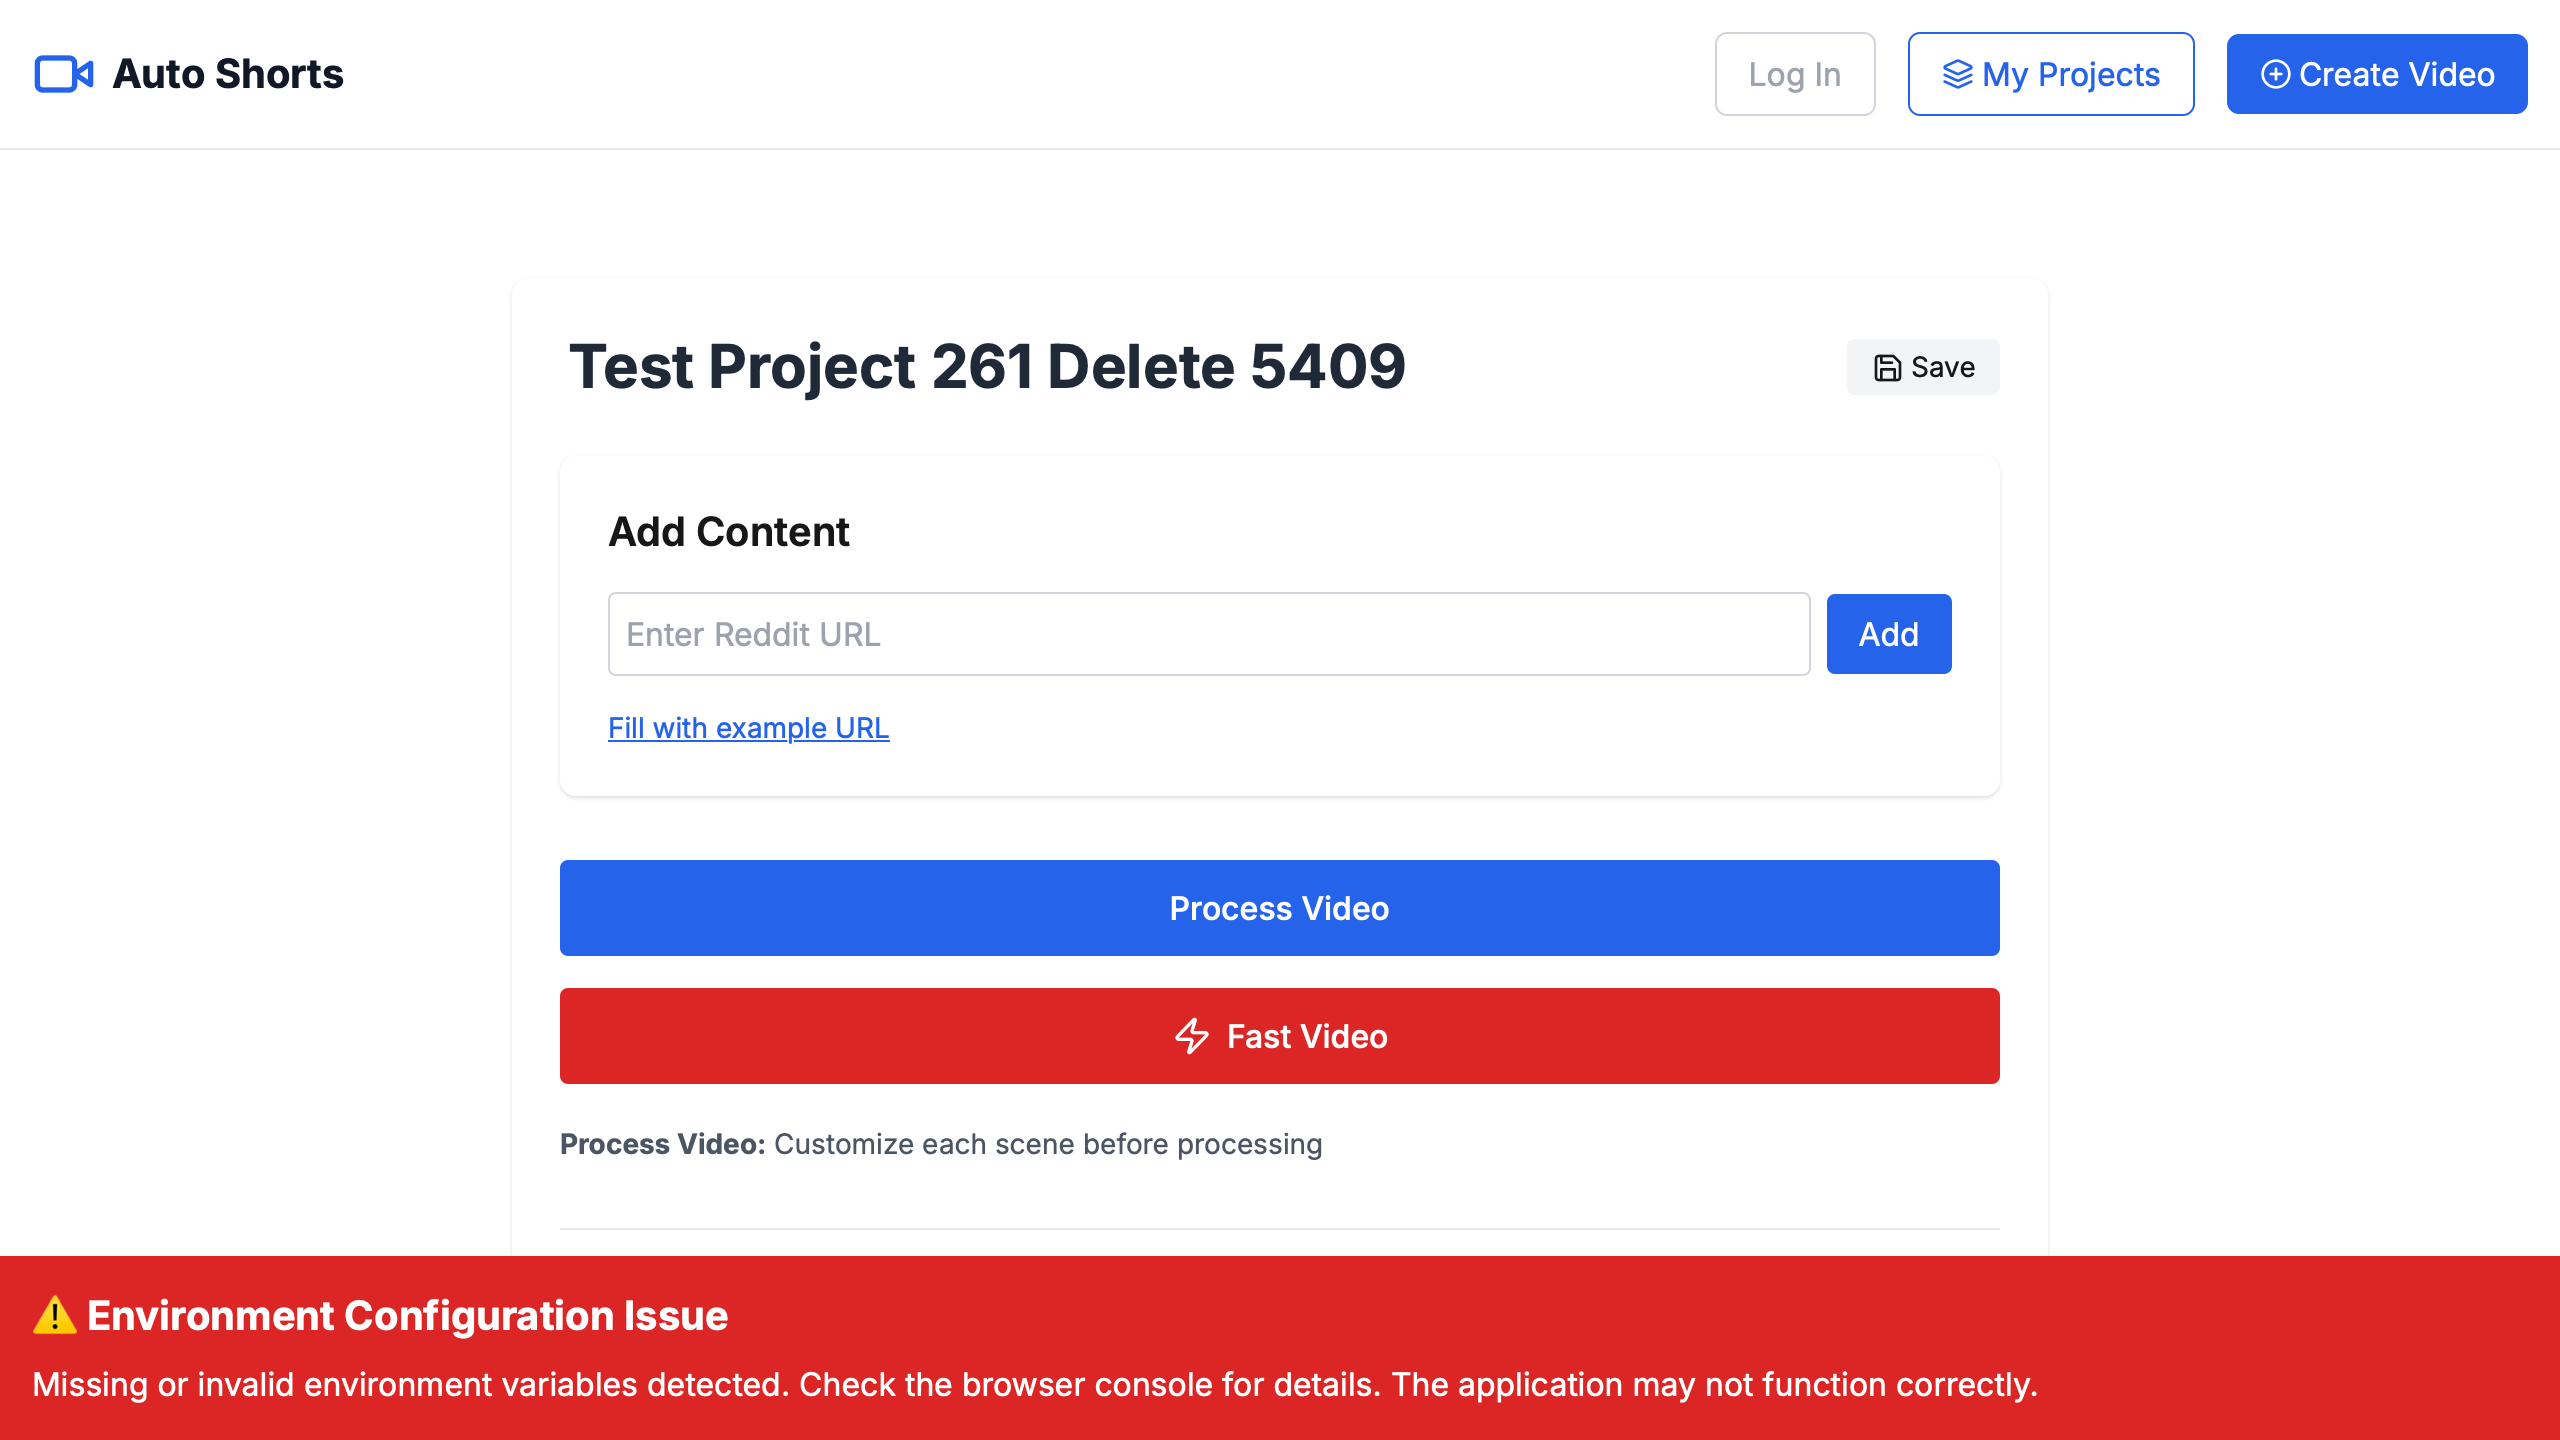 Auto Shorts
Log In
My Projects
Create Video
Test Project 261 Delete 5409
Save
Add Content
Enter Reddit URL
Add
Fill with example URL
Process Video
Fast Video
Process Video: Customize each scene before processing
⚠️ Environment Configuration Issue
Missing or invalid environment variables detected. Check the browser console for details. The application may not function correctly.